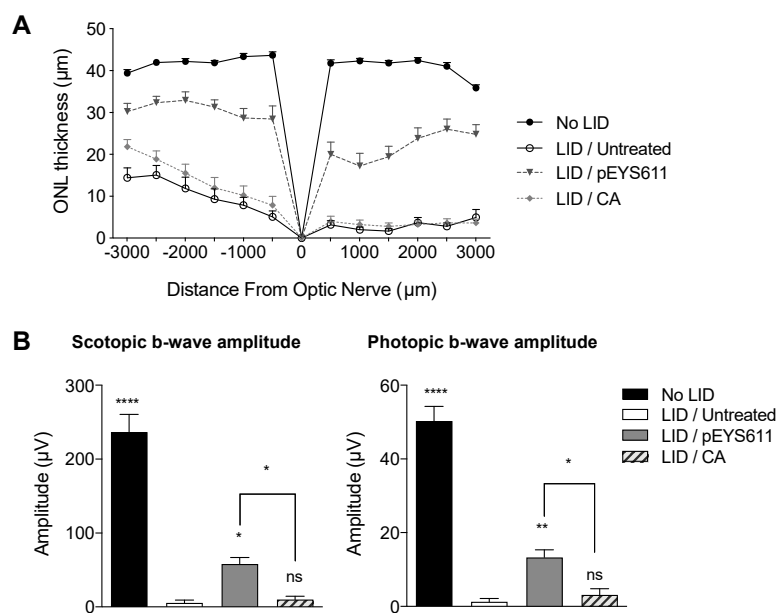 A
ONL thickness (µm)
50
40
30
20
10
0
-3000 -2000 -1000 0 1000 2000 3000
Distance From Optic Nerve (µm)
No LID
LID / Untreated
LID / pEYS611
LID / CA
B
Scotopic b-wave amplitude
Amplitude (µV)
300
200
100
0
****
*
*
ns
Photopic b-wave amplitude
Amplitude (µV)
60
40
20
0
****
*
**
ns
No LID
LID / Untreated
LID / pEYS611
LID / CA